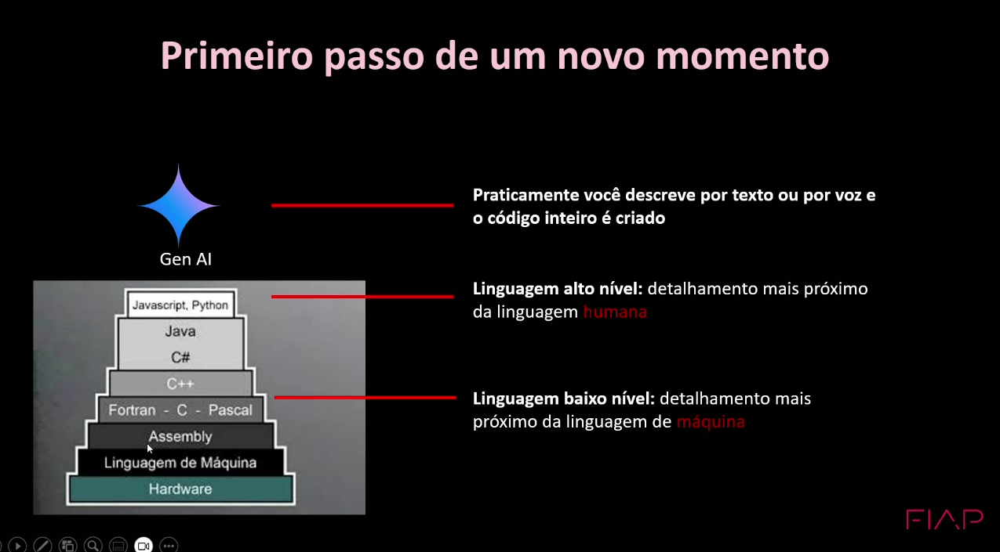 Primeiro passo de um novo momento
Gen AI
Praticamente você descreve por texto ou por voz e
o código inteiro é criado
Linguagem alto nível: detalhamento mais próximo
da linguagem humana
Linguagem baixo nível: detalhamento mais
próximo da linguagem de máquina
Javascript, Python
Java
C#
C++
Fortran - C - Pascal
Assembly
Linguagem de Máquina
Hardware
FIAP